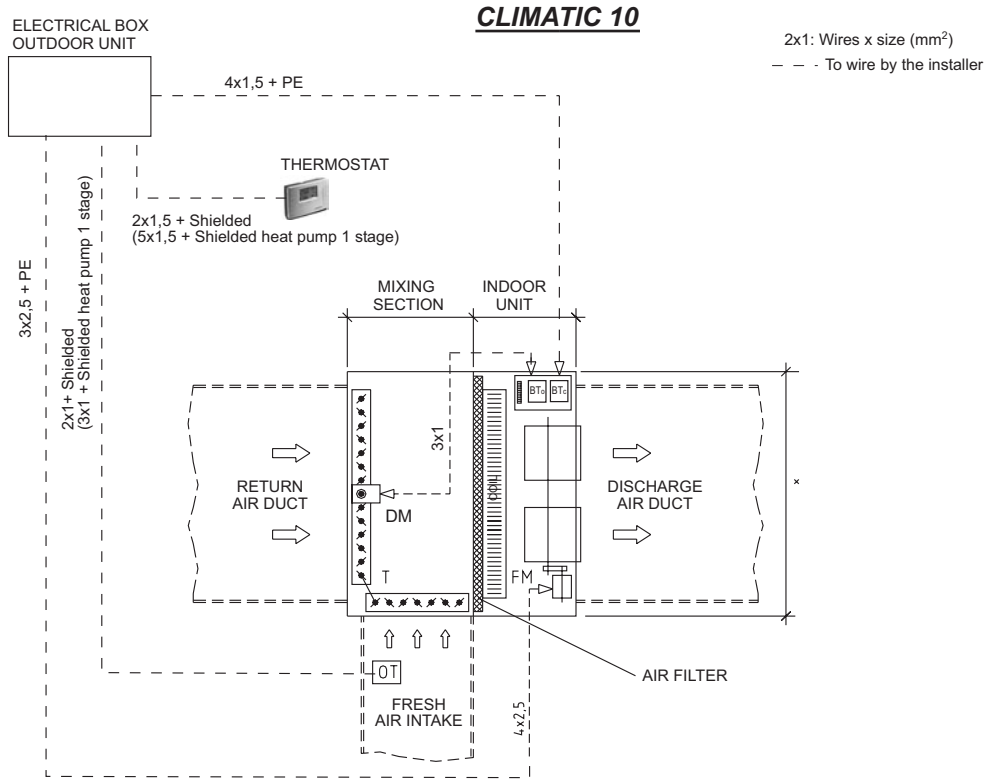 CLIMATIC 10
ELECTRICAL BOX
OUTDOOR UNIT
2x1: Wires x size (mm²)
To wire by the installer
4x1,5 + PE
THERMOSTAT
2x1,5 + Shielded
(5x1,5 + Shielded heat pump 1 stage)
3x2,5 + PE
2x1+ Shielded
(3x1 + Shielded heat pump 1 stage)
MIXING
SECTION
INDOOR
UNIT
BT₀
BTc
3x1
COIL
RETURN
AIR DUCT
DM
DISCHARGE
AIR DUCT
x
T
FM
OT
FRESH
AIR INTAKE
AIR FILTER
4x2,5